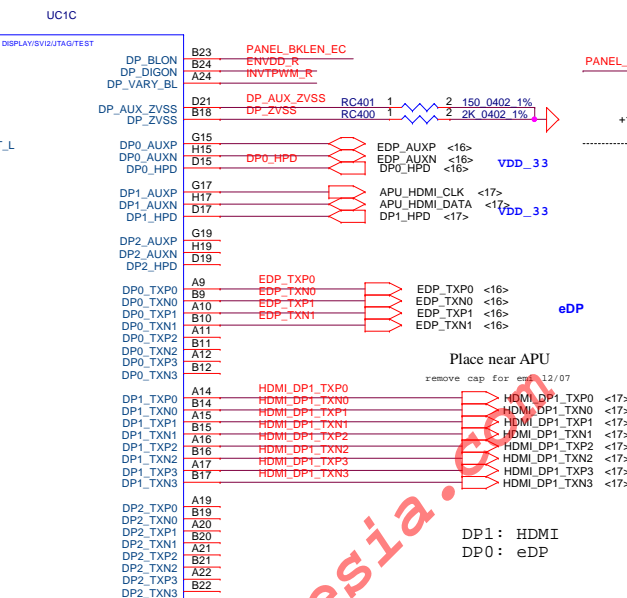 UC1C
DISPLAY/SVI2/JTAG/TEST
DP_BLON B23 PANEL_BKLEN_EC
DP_DIGON B24 ENVDD_R
DP_VARY_BL A24 INVTPWM_R
PANEL_
DP_AUX_ZVSS D21 DP_AUX_ZVSS RC401 1 2 150_0402_1%
DP_ZVSS B18 DP_ZVSS RC400 1 2 2K_0402_1%
+
T_L
DP0_AUXP G15 EDP_AUXP <16>
DP0_AUXN H15 EDP_AUXN <16>
DP0_HPD D15 DP0_HPD DP0_HPD <16>
VDD_33
DP1_AUXP G17 APU_HDMI_CLK <17>
DP1_AUXN H17 APU_HDMI_DATA <17>
DP1_HPD D17 DP1_HPD <17>
VDD_33
DP2_AUXP G19
DP2_AUXN H19
DP2_HPD D19
DP0_TXP0 A9 EDP_TXP0 EDP_TXP0 <16>
DP0_TXN0 B9 EDP_TXN0 EDP_TXN0 <16>
DP0_TXP1 A10 EDP_TXP1 EDP_TXP1 <16>
DP0_TXN1 B10 EDP_TXN1 EDP_TXN1 <16>
eDP
DP0_TXP2 A11
DP0_TXN2 B11
DP0_TXP3 A12
DP0_TXN3 B12
Place near APU
remove cap for emi 12/07
DP1_TXP0 A14 HDMI_DP1_TXP0 HDMI_DP1_TXP0 <17>
DP1_TXN0 B14 HDMI_DP1_TXN0 HDMI_DP1_TXN0 <17>
DP1_TXP1 A15 HDMI_DP1_TXP1 HDMI_DP1_TXP1 <17>
DP1_TXN1 B15 HDMI_DP1_TXN1 HDMI_DP1_TXN1 <17>
DP1_TXP2 A16 HDMI_DP1_TXP2 HDMI_DP1_TXP2 <17>
DP1_TXN2 B16 HDMI_DP1_TXN2 HDMI_DP1_TXN2 <17>
DP1_TXP3 A17 HDMI_DP1_TXP3 HDMI_DP1_TXP3 <17>
DP1_TXN3 B17 HDMI_DP1_TXN3 HDMI_DP1_TXN3 <17>
DP2_TXP0 A19
DP2_TXN0 B19
DP2_TXP1 A20
DP2_TXN1 B20
DP2_TXP2 A21
DP2_TXN2 B21
DP2_TXP3 A22
DP2_TXN3 B22
DP1: HDMI
DP0: eDP
esia.com